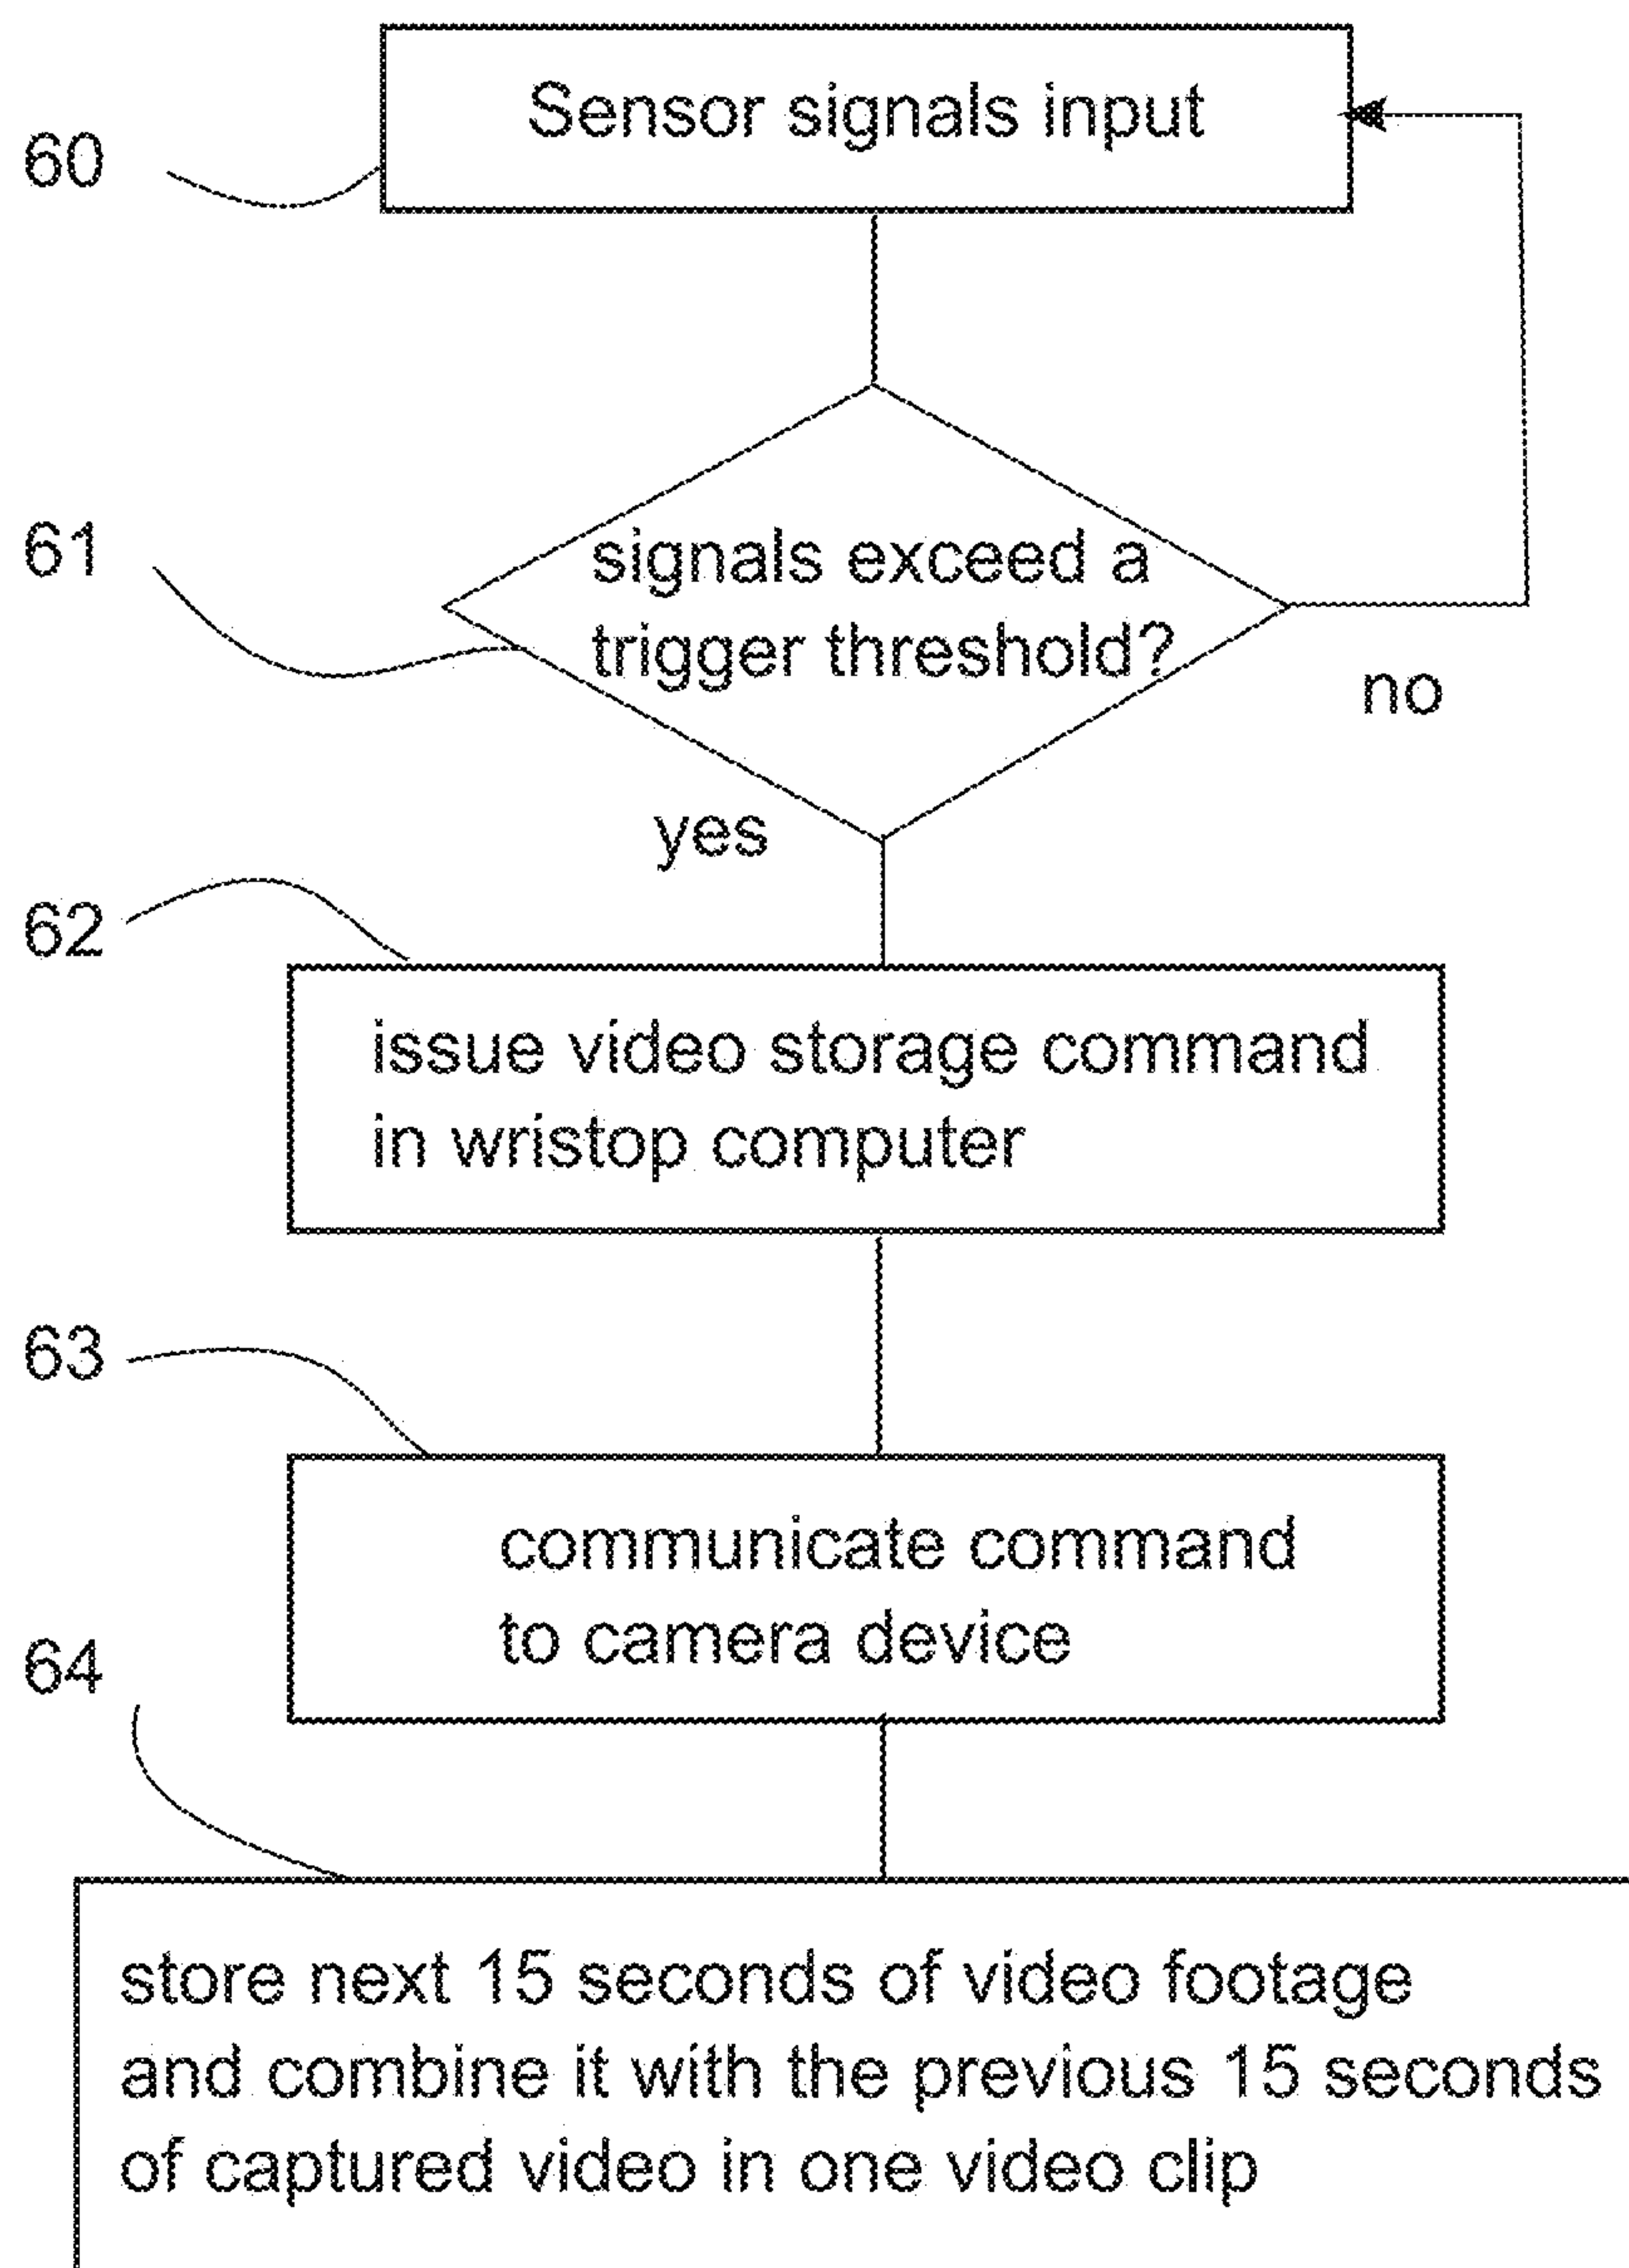 Sensor signals input
60
61
signals exceed a
trigger threshold?
no
yes
62
issue video storage command
in wristop computer
63
communicate command
to camera device
64
store next 15 seconds of video footage
and combine it with the previous 15 seconds
of captured video in one video clip